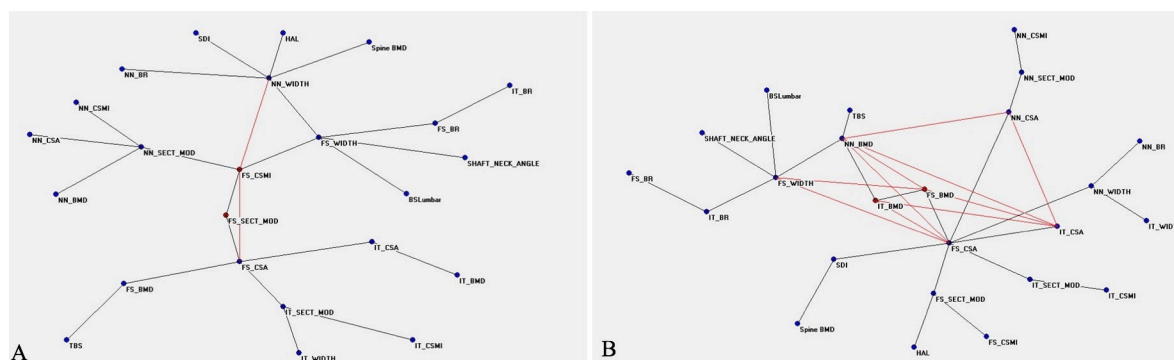 SDI
HAL
Spine BMD
NN_BR
NN_WIDTH
IT_BR
NN_CSMI
FS_BR
NN_CSA
NN_SECT_MOD
FS_WIDTH
SHAFT_NECK_ANGLE
FS_CSMI
NN_BMD
BSLumbar
FS_SECT_MOD
IT_CSA
FS_CSA
IT_BMD
FS_BMD
IT_SECT_MOD
TBS
IT_CSMI
IT_WIDTH
A
NN_CSMI
NN_SECT_MOD
BSLumbar
TBS
NN_CSA
SHAFT_NECK_ANGLE
NN_BMD
NN_BR
FS_BR
FS_WIDTH
NN_WIDTH
FS_BMD
IT_BMD
IT_BR
IT_WID
IT_CSA
FS_CSA
SDI
IT_SECT_MOD
IT_CSMI
FS_SECT_MOD
Spine BMD
FS_CSMI
HAL
B